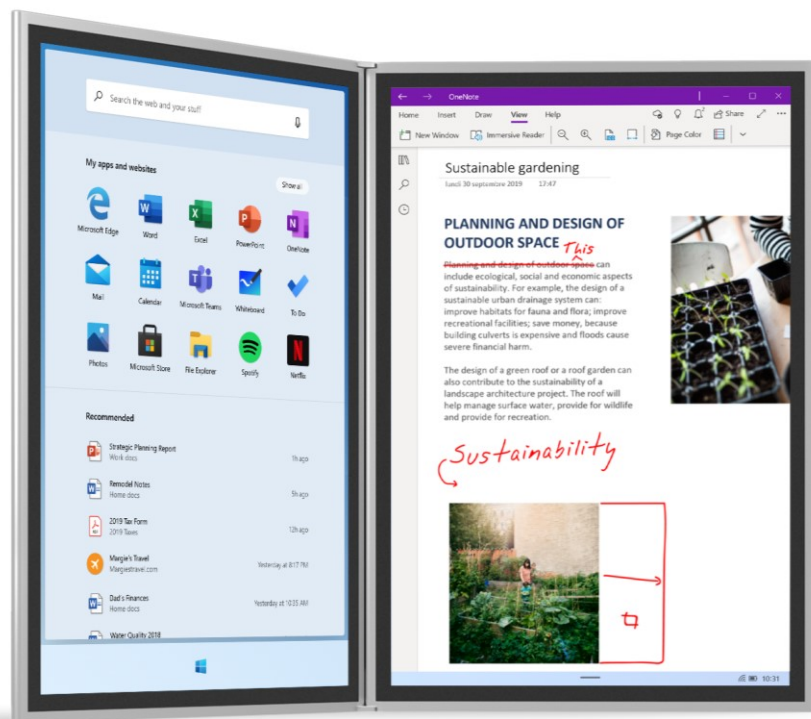 Search the web and your stuff
My apps and websites
Show all
Microsoft Edge
Word
Excel
PowerPoint
OneNote
Mail
Calendar
Microsoft Teams
Whiteboard
To Do
Photos
Microsoft Store
File Explorer
Spotify
Netflix
Recommended
Strategic Planning Report
Work docs
1h ago
Remodel Notes
Home docs
5h ago
2019 Tax Form
2019 Taxes
12h ago
Margie's Travel
Margiestravel.com
Yesterday at 8:17 PM
Dad's Finances
Home docs
Yesterday at 10:35 AM
Water Quality 2018
OneNote
Home Insert Draw View Help
Share
New Window Immersive Reader Page Color
Sustainable gardening
lundi 30 septembre 2019 17:47
PLANNING AND DESIGN OF
OUTDOOR SPACE
This
Planning and design of outdoor space can
include ecological, social and economic aspects
of sustainability. For example, the design of a
sustainable urban drainage system can:
improve habitats for fauna and flora; improve
recreational facilities; save money, because
building culverts is expensive and floods cause
severe financial harm.
The design of a green roof or a roof garden can
also contribute to the sustainability of a
landscape architecture project. The roof will
help manage surface water, provide for wildlife
and provide for recreation.
Sustainability
10:31